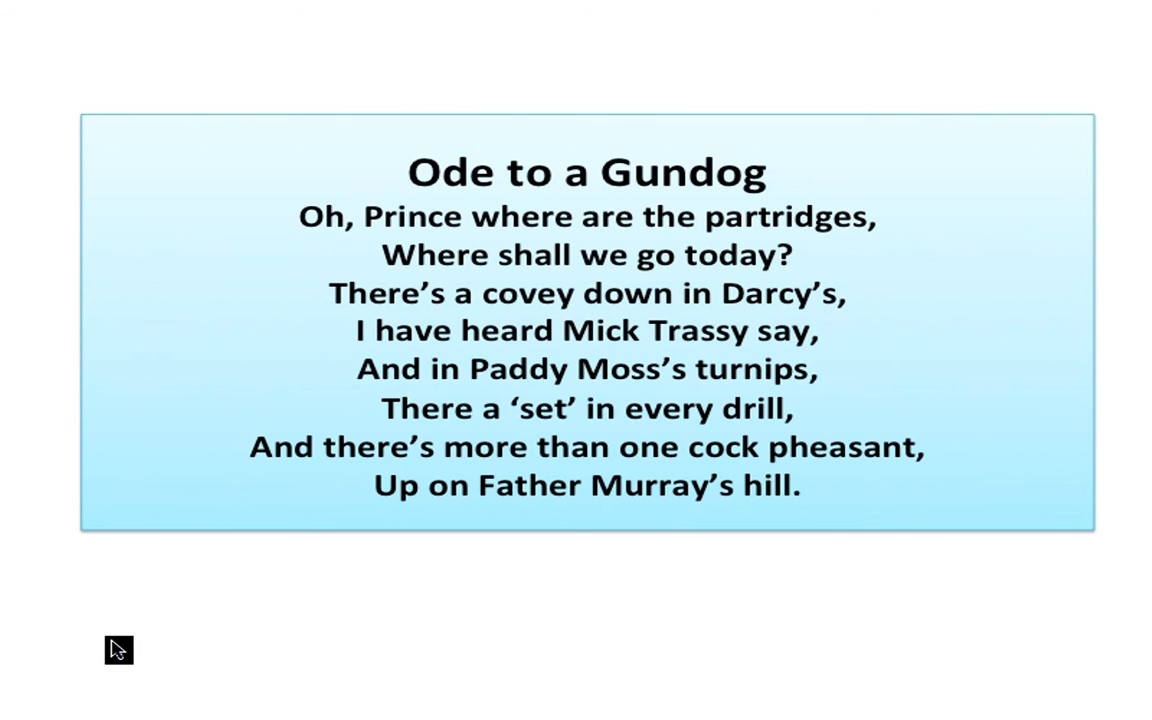 Ode to a Gundog
Oh, Prince where are the partridges,
Where shall we go today?
There’s a covey down in Darcy’s,
I have heard Mick Trassy say,
And in Paddy Moss’s turnips,
There a ‘set’ in every drill,
And there’s more than one cock pheasant,
Up on Father Murray’s hill.